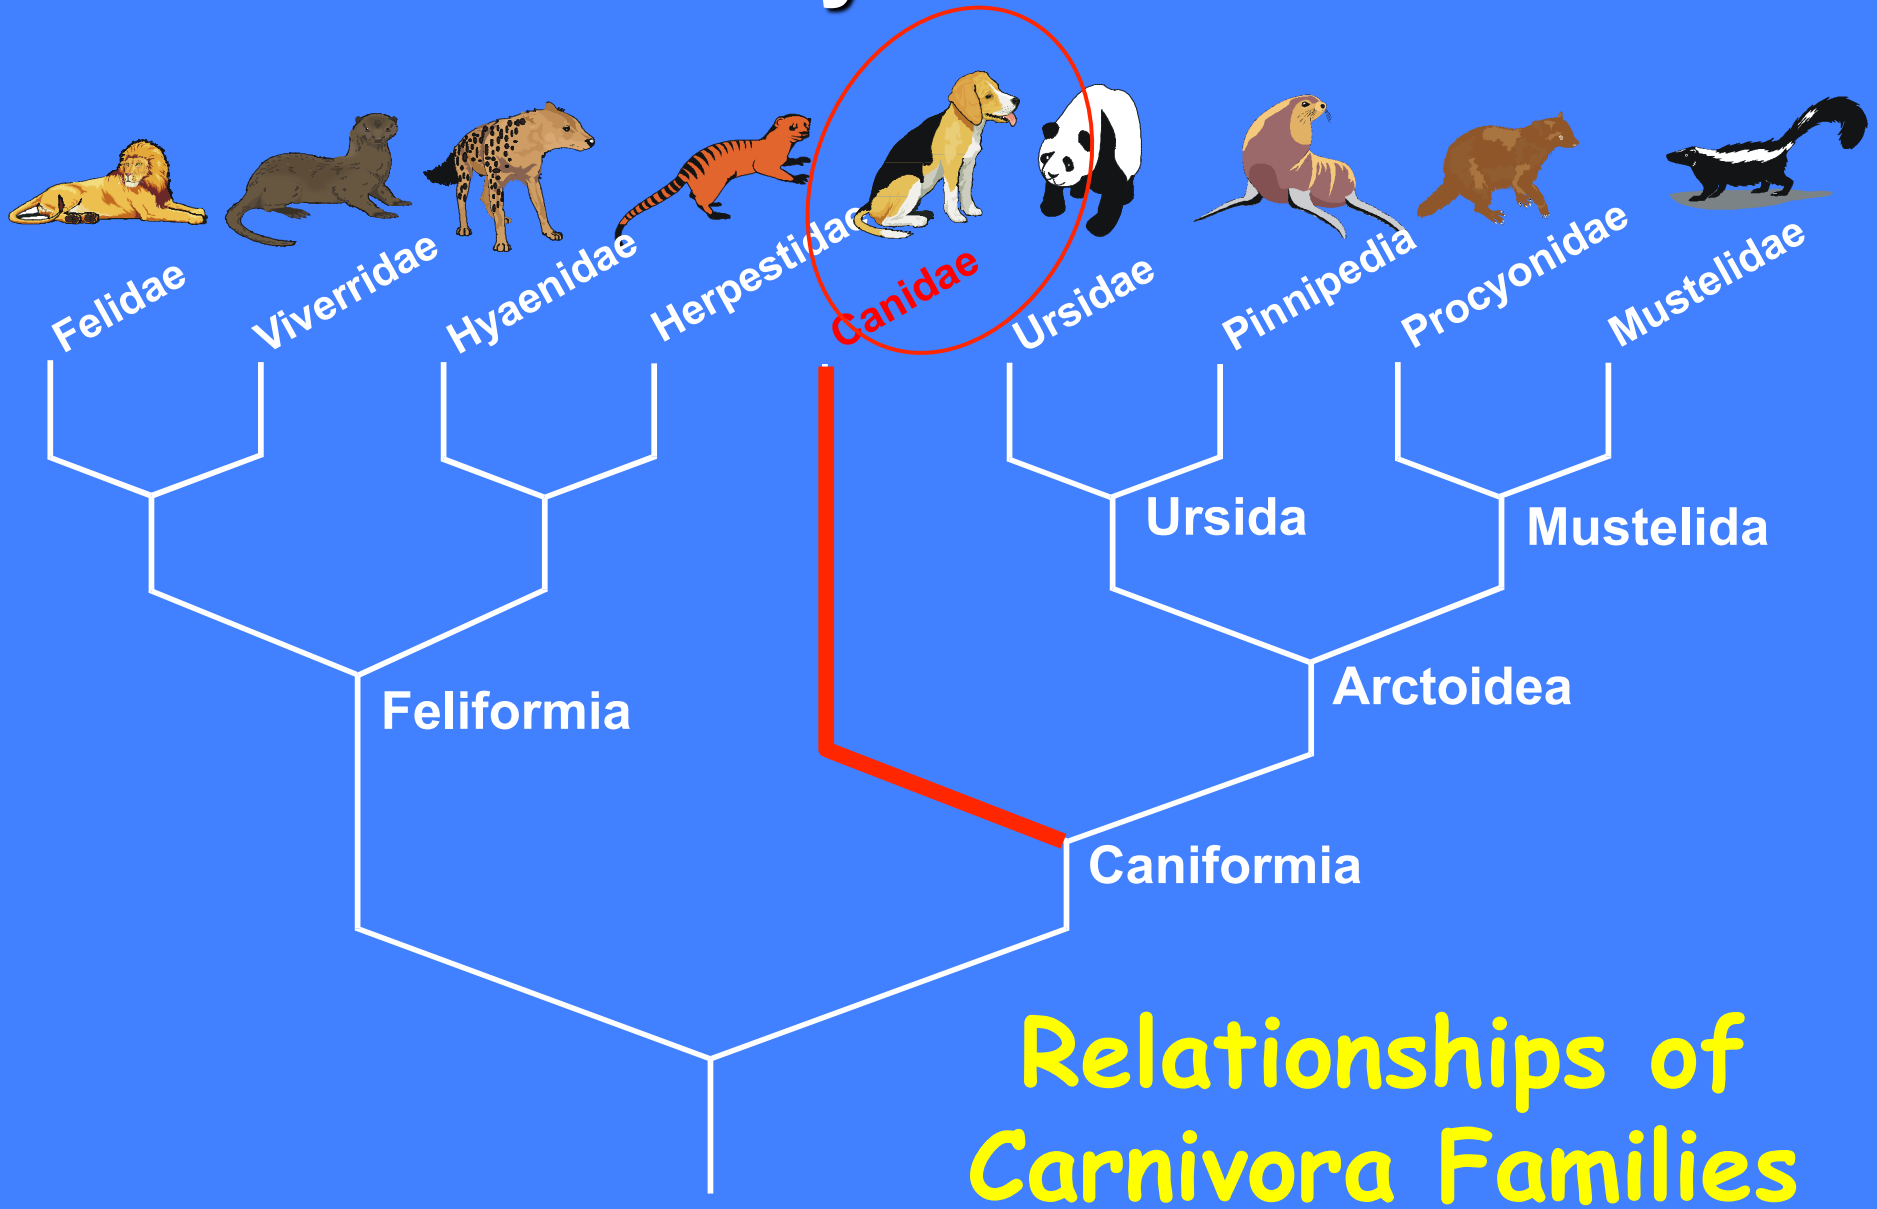 Felidae
Viverridae
Hyaenidae
Herpestidae
Canidae
Ursidae
Pinnipedia
Procyonidae
Mustelidae
Ursida
Mustelida
Feliformia
Arctoidea
Caniformia
Relationships of
Carnivora Families